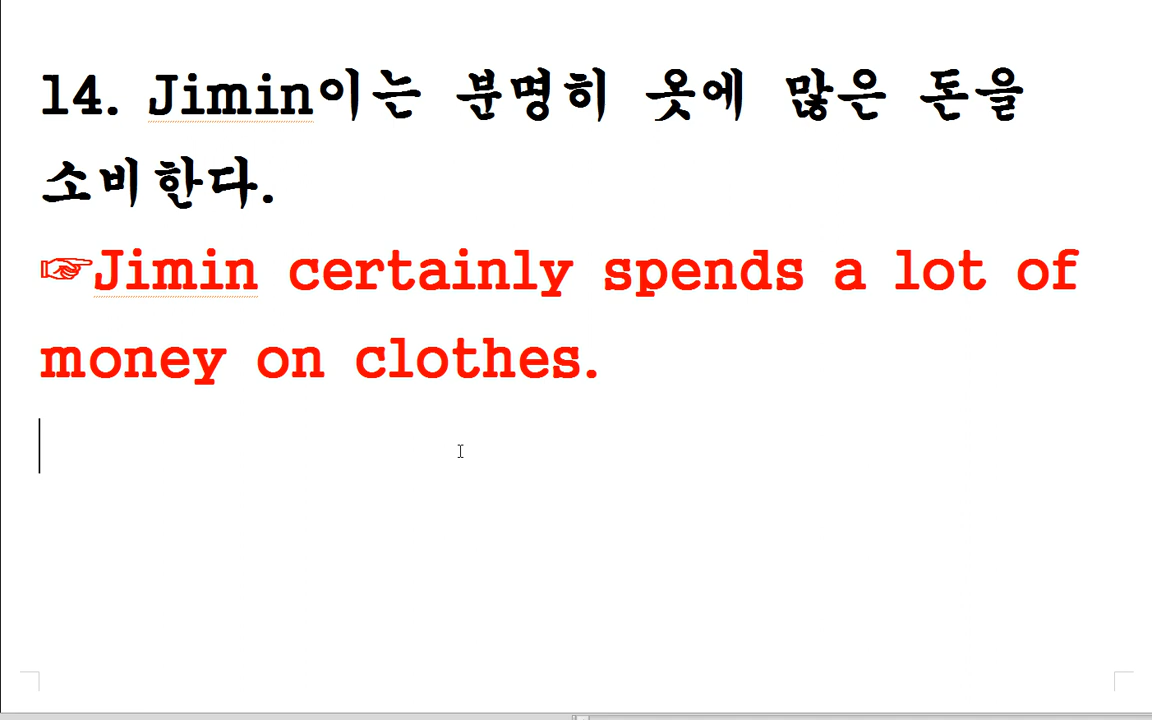 14. Jimin이는 분명히 옷에 많은 돈을
소비한다.
☞Jimin certainly spends a lot of
money on clothes.